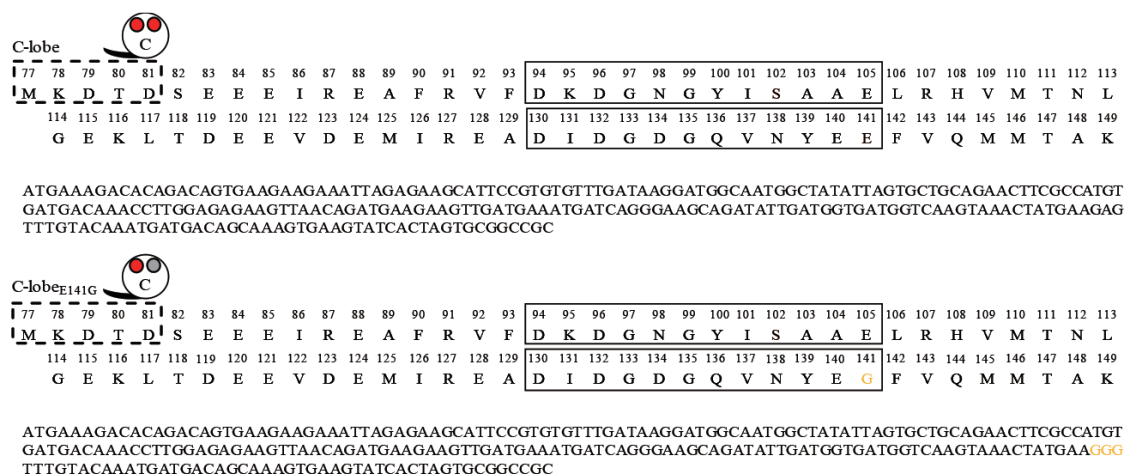 C
C-lobe
77 78 79 80 81 82 83 84 85 86 87 88 89 90 91 92 93 94 95 96 97 98 99 100 101 102 103 104 105 106 107 108 109 110 111 112 113
M K D T D S E E E I R E A F R V F D K D G N G Y I S A A E L R H V M T N L
114 115 116 117 118 119 120 121 122 123 124 125 126 127 128 129 130 131 132 133 134 135 136 137 138 139 140 141 142 143 144 145 146 147 148 149
G E K L T D E E V D E M I R E A D I D G D G Q V N Y E E F V Q M M T A K
ATGAAAGACACAGACAGTGAAGAAGAAATTAGAGAAGCATTCCGTGTGTTTGATAAGGATGGCAATGGCTATATTAGTGCTGCAGAACTTCGCCATGT
GATGACAAACCTTGGAGAGAAGTTAACAGATGAAGAAGTTGATGAAATGATCAGGGAAGCAGATATTGATGGTGATGGTCAAGTAAACTATGAAGAG
TTTGTACAAATGATGACAGCAAAGTGAAGTATCACTAGTGCGGCCGC
C
C-lobeE141G
77 78 79 80 81 82 83 84 85 86 87 88 89 90 91 92 93 94 95 96 97 98 99 100 101 102 103 104 105 106 107 108 109 110 111 112 113
M K D T D S E E E I R E A F R V F D K D G N G Y I S A A E L R H V M T N L
114 115 116 117 118 119 120 121 122 123 124 125 126 127 128 129 130 131 132 133 134 135 136 137 138 139 140 141 142 143 144 145 146 147 148 149
G E K L T D E E V D E M I R E A D I D G D G Q V N Y E G F V Q M M T A K
ATGAAAGACACAGACAGTGAAGAAGAAATTAGAGAAGCATTCCGTGTGTTTGATAAGGATGGCAATGGCTATATTAGTGCTGCAGAACTTCGCCATGT
GATGACAAACCTTGGAGAGAAGTTAACAGATGAAGAAGTTGATGAAATGATCAGGGAAGCAGATATTGATGGTGATGGTCAAGTAAACTATGAAGGG
TTTGTACAAATGATGACAGCAAAGTGAAGTATCACTAGTGCGGCCGC